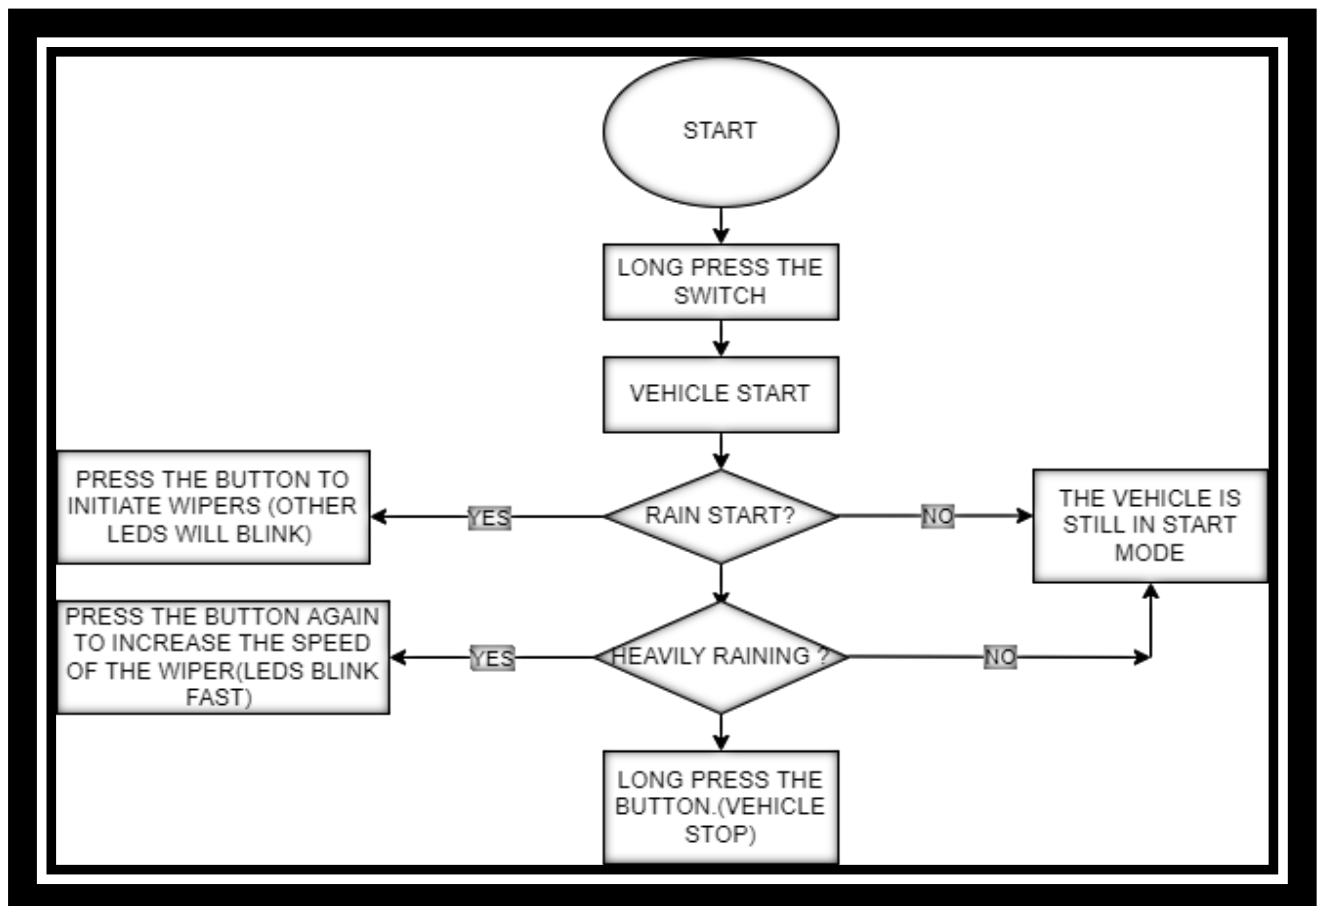 START
LONG PRESS THE
SWITCH
VEHICLE START
PRESS THE BUTTON TO
INITIATE WIPERS (OTHER
LEDS WILL BLINK)
YES
RAIN START?
NO
THE VEHICLE IS
STILL IN START
MODE
PRESS THE BUTTON AGAIN
TO INCREASE THE SPEED
OF THE WIPER(LEDS BLINK
FAST)
YES
HEAVILY RAINING ?
NO
LONG PRESS THE
BUTTON.(VEHICLE
STOP)